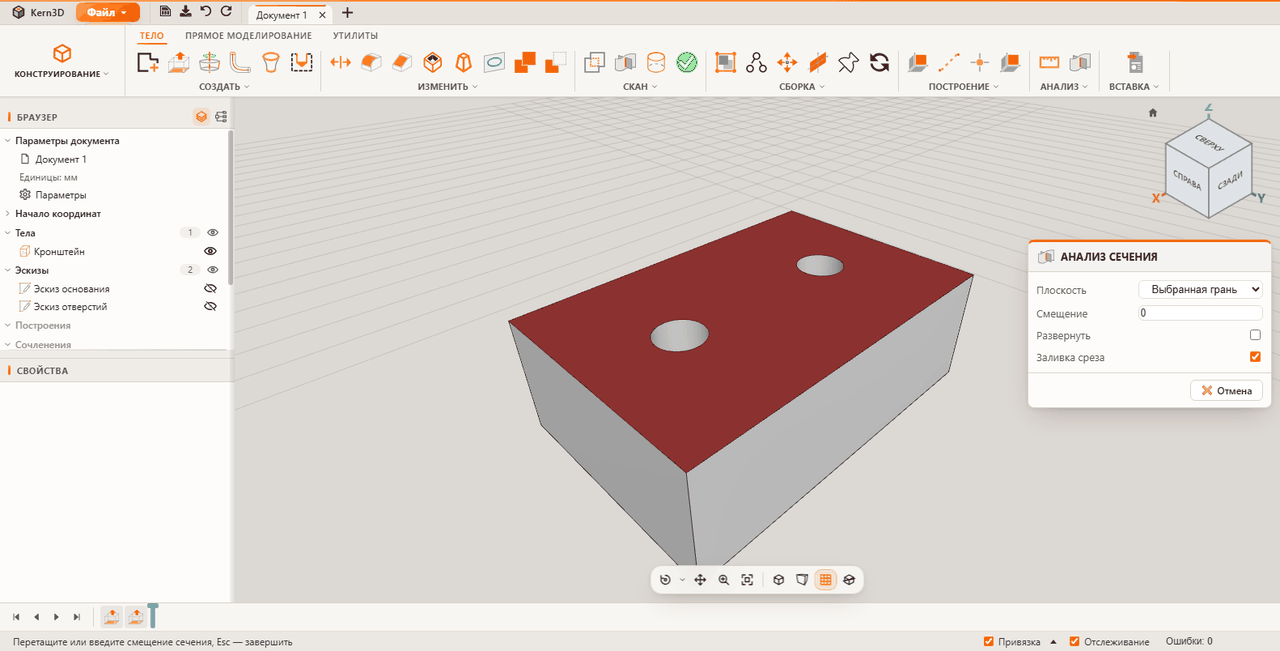 Kern3D
Файл
Документ 1
КОНСТРУИРОВАНИЕ
ТЕЛО
ПРЯМОЕ МОДЕЛИРОВАНИЕ
УТИЛИТЫ
СОЗДАТЬ
ИЗМЕНИТЬ
СКАН
СБОРКА
ПОСТРОЕНИЕ
АНАЛИЗ
ВСТАВКА
БРАУЗЕР
Параметры документа
Документ 1
Единицы: мм
Параметры
Начало координат
Тела 1
Кронштейн
Эскизы 2
Эскиз основания
Эскиз отверстий
Построения
Сочленения
СВОЙСТВА
Z
СВЕРХУ
СПРАВА
СЗАДИ
X
Y
АНАЛИЗ СЕЧЕНИЯ
Плоскость Выбранная грань
Смещение 0
Развернуть
Заливка среза
Отмена
Перетащите или введите смещение сечения, Esc — завершить
Привязка
Отслеживание
Ошибки: 0